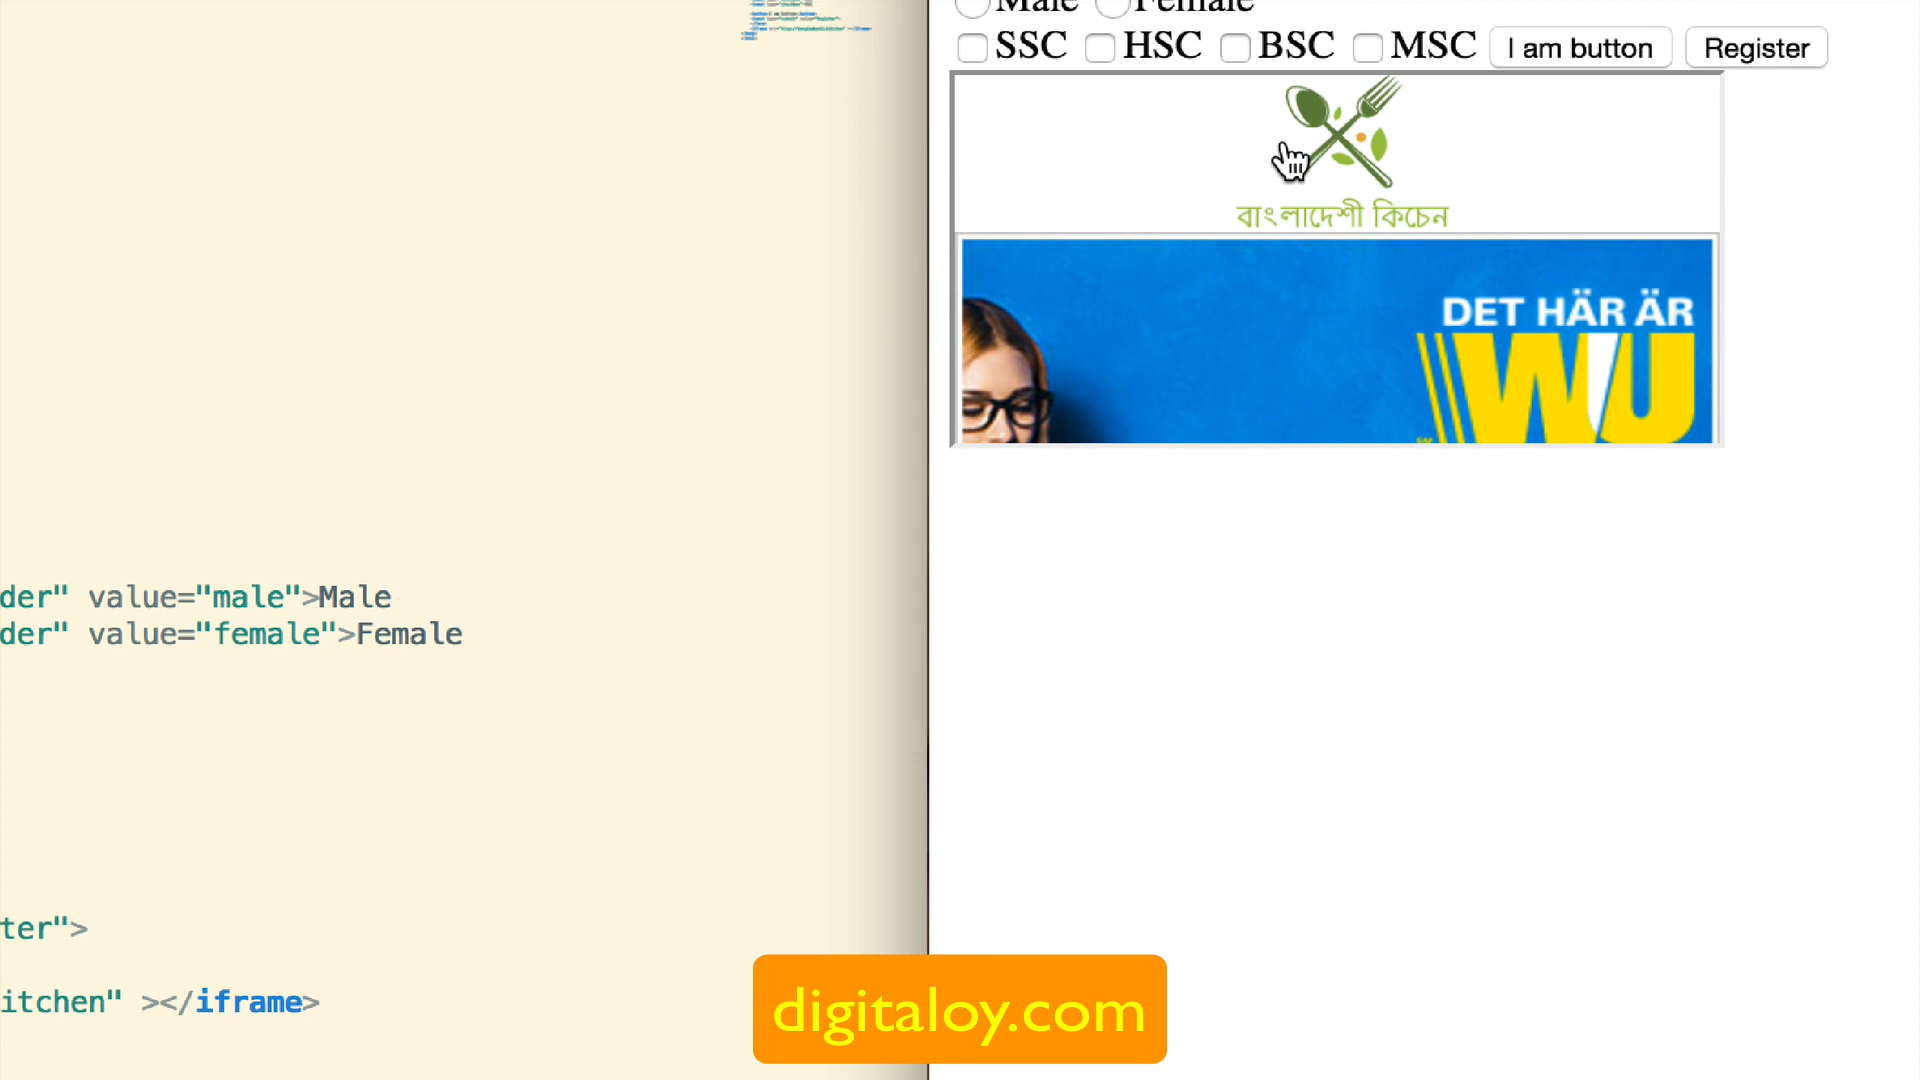 Male Female
SSC HSC BSC MSC I am button Register
বাংলাদেশী কিচেন
DET HÄR ÄR
WU
der" value="male">Male
der" value="female">Female
ter">
itchen" ></iframe>
digitaloy.com